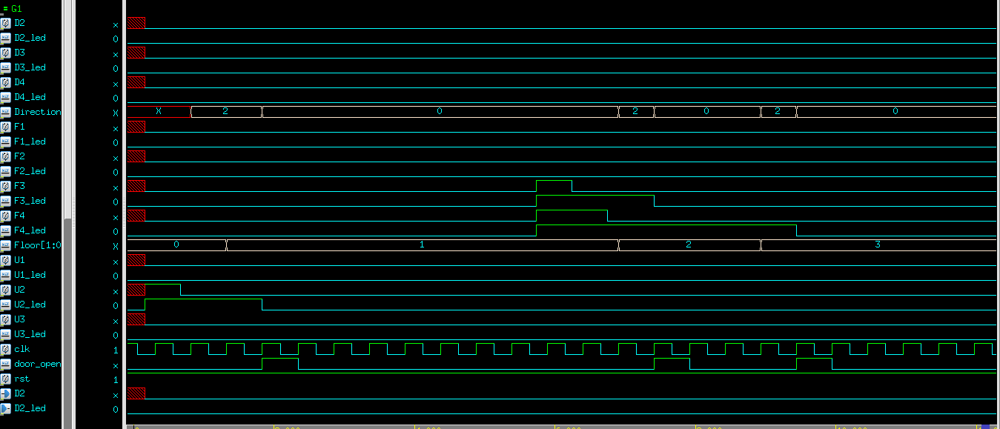 = G1
D2 x
D2_led 0
D3 x
D3_led 0
D4 x
D4_led 0
Direction X X 2 0 2 0 2 0
F1 x
F1_led 0
F2 x
F2_led 0
F3 x
F3_led 0
F4 x
F4_led 0
Floor[1:0 X 0 1 2 3
U1 x
U1_led 0
U2 x
U2_led 0
U3 x
U3_led 0
clk 1
door_open x
rst 1
D2 x
D2_led 0